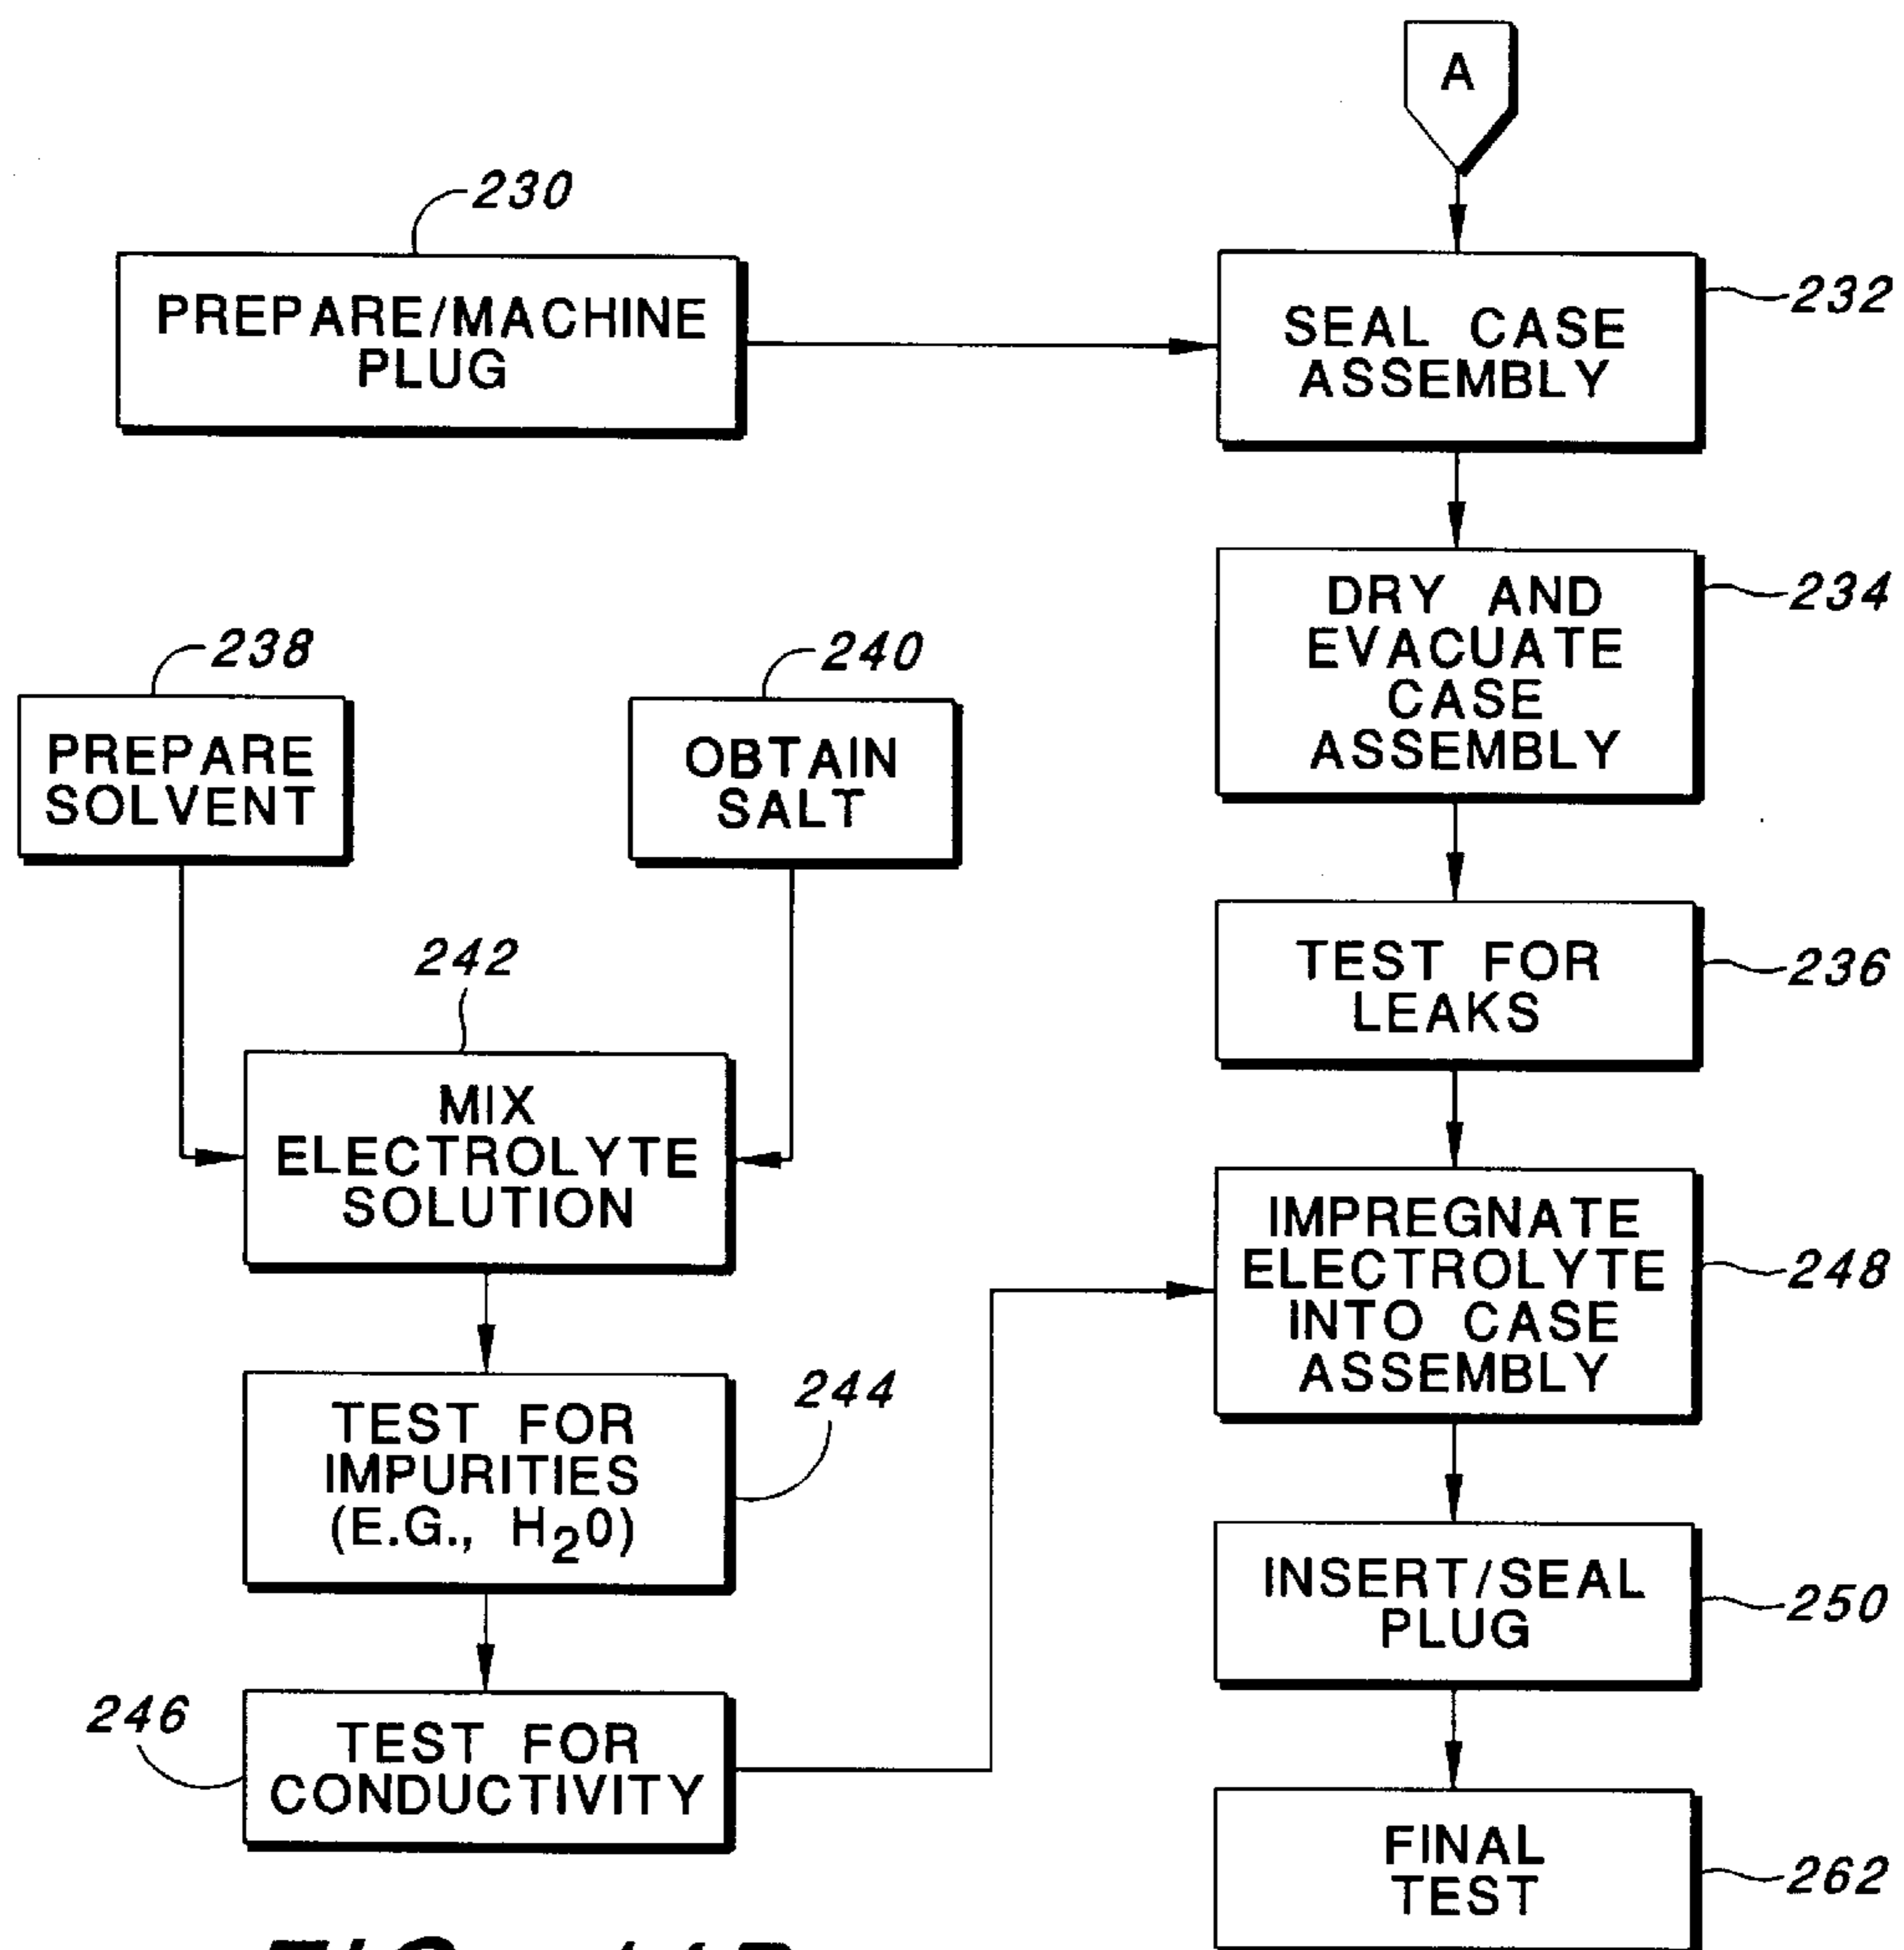 A
230
PREPARE/MACHINE
PLUG
SEAL CASE
ASSEMBLY
232
DRY AND
EVACUATE
CASE
ASSEMBLY
234
238
PREPARE
SOLVENT
240
OBTAIN
SALT
TEST FOR
LEAKS
236
242
MIX
ELECTROLYTE
SOLUTION
IMPREGNATE
ELECTROLYTE
INTO CASE
ASSEMBLY
248
TEST FOR
IMPURITIES
(E.G., H₂0)
244
INSERT/SEAL
PLUG
250
246
TEST FOR
CONDUCTIVITY
FINAL
TEST
262